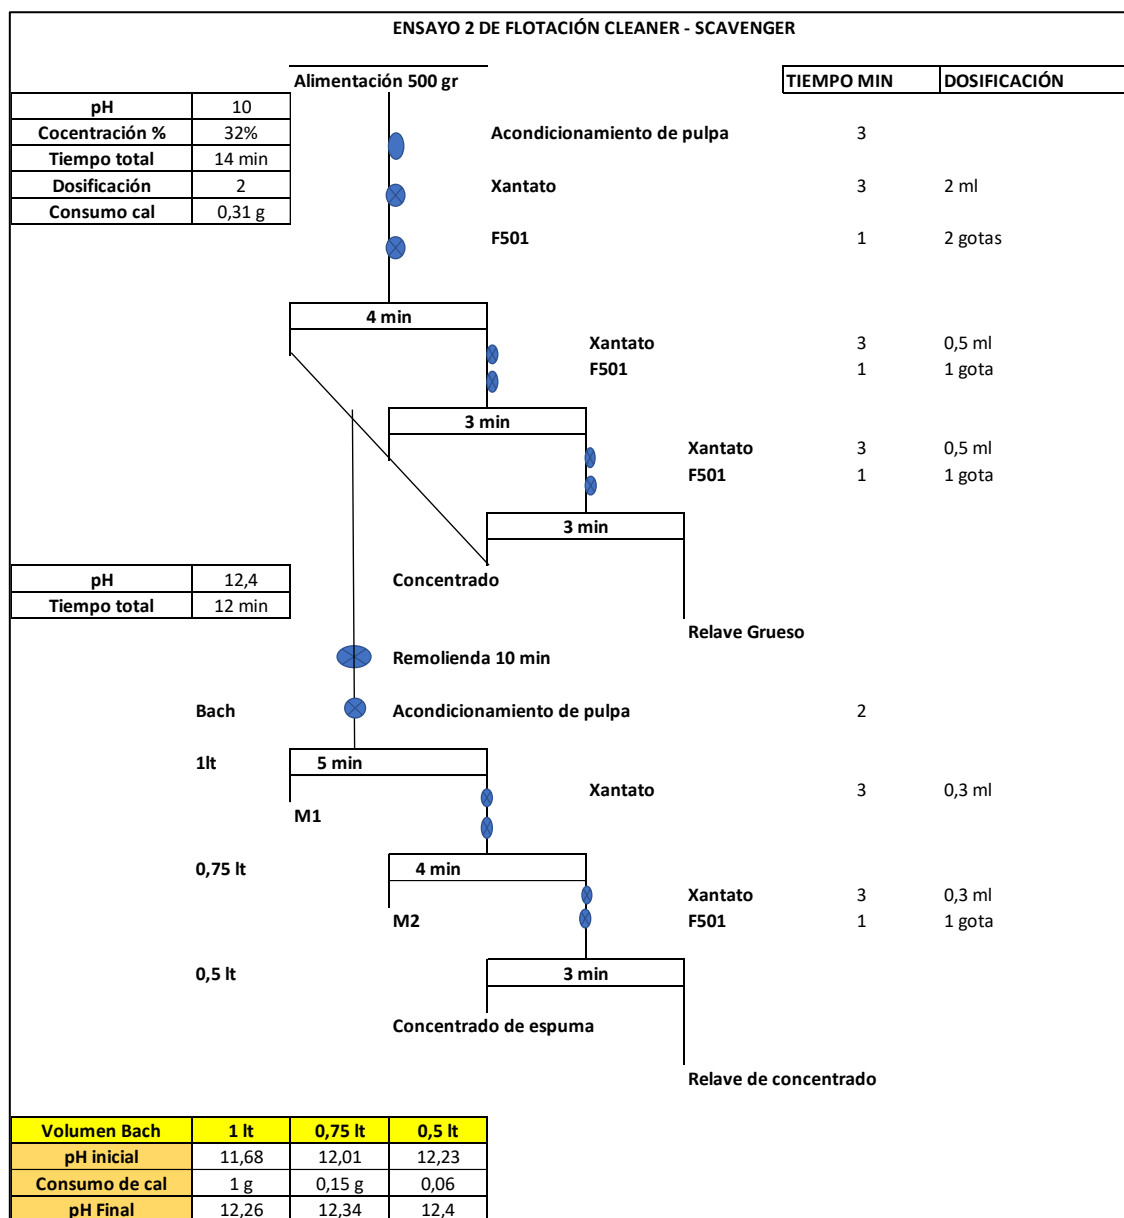 ENSAYO 2 DE FLOTACIÓN CLEANER - SCAVENGER
Alimentación 500 gr
TIEMPO MIN DOSIFICACIÓN
pH 10
Cocentración % 32%
Acondicionamiento de pulpa 3
Tiempo total 14 min
Dosificación 2
Xantato 3 2 ml
Consumo cal 0,31 g
F501 1 2 gotas
4 min
Xantato 3 0,5 ml
F501 1 1 gota
3 min
Xantato 3 0,5 ml
F501 1 1 gota
3 min
pH 12,4
Concentrado
Tiempo total 12 min
Relave Grueso
Remolienda 10 min
Bach Acondicionamiento de pulpa 2
1lt 5 min
Xantato 3 0,3 ml
M1
0,75 lt 4 min
Xantato 3 0,3 ml
M2 F501 1 1 gota
0,5 lt 3 min
Concentrado de espuma
Relave de concentrado
Volumen Bach 1 lt 0,75 lt 0,5 lt
pH inicial 11,68 12,01 12,23
Consumo de cal 1 g 0,15 g 0,06
pH Final 12,26 12,34 12,4